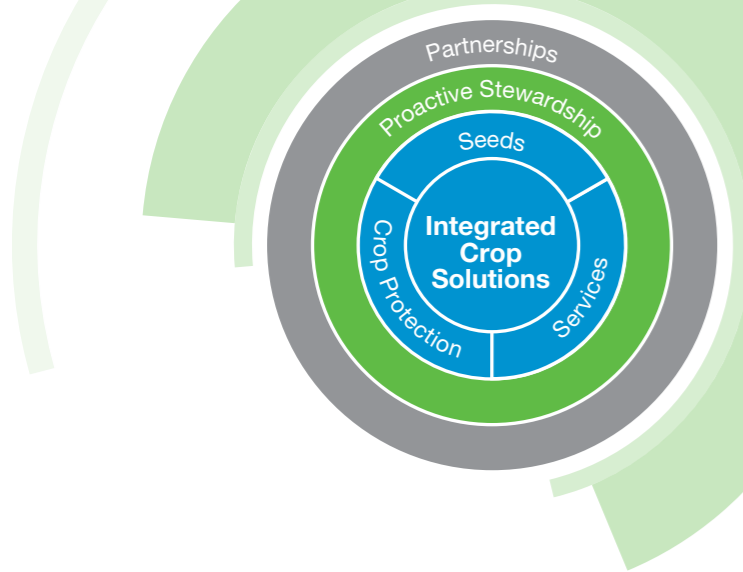 Partnerships
Proactive Stewardship
Seeds
Integrated
Crop
Solutions
Crop Protection
Services